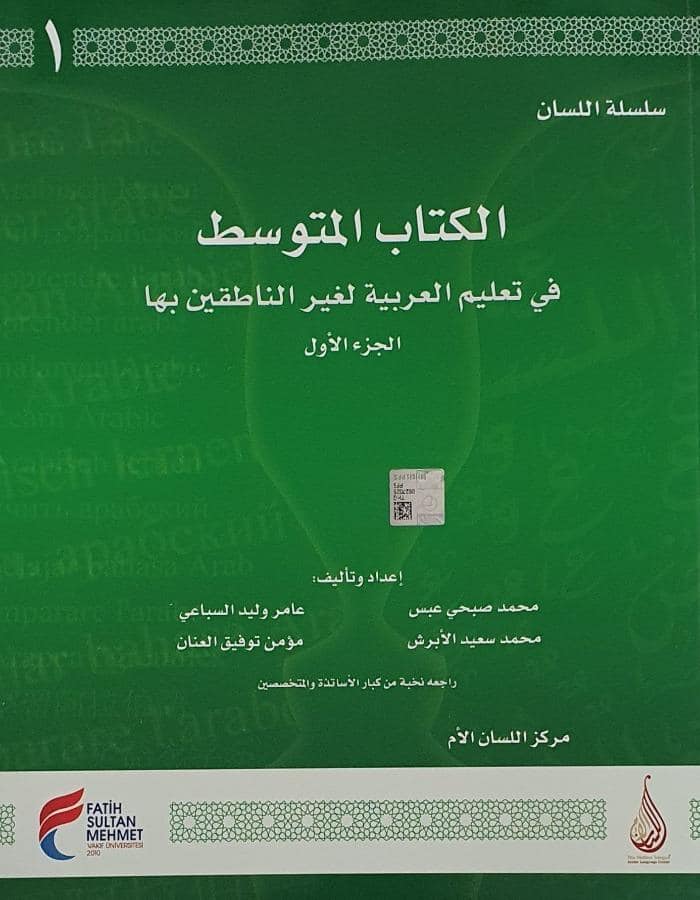 ١
سلسلة اللسان
الكتاب المتوسط
في تعليم العربية لغير الناطقين بها
الجزء الأول
إعداد وتأليف:
محمد صبحي عبس عامر وليد السباعي
محمد سعيد الأبرش مؤمن توفيق العنان
راجعه نخبة من كبار الأساتذة والمتخصصين
مركز اللسان الأم
FATİH
SULTAN
MEHMET
VAKIF ÜNİVERSİTESİ
2010